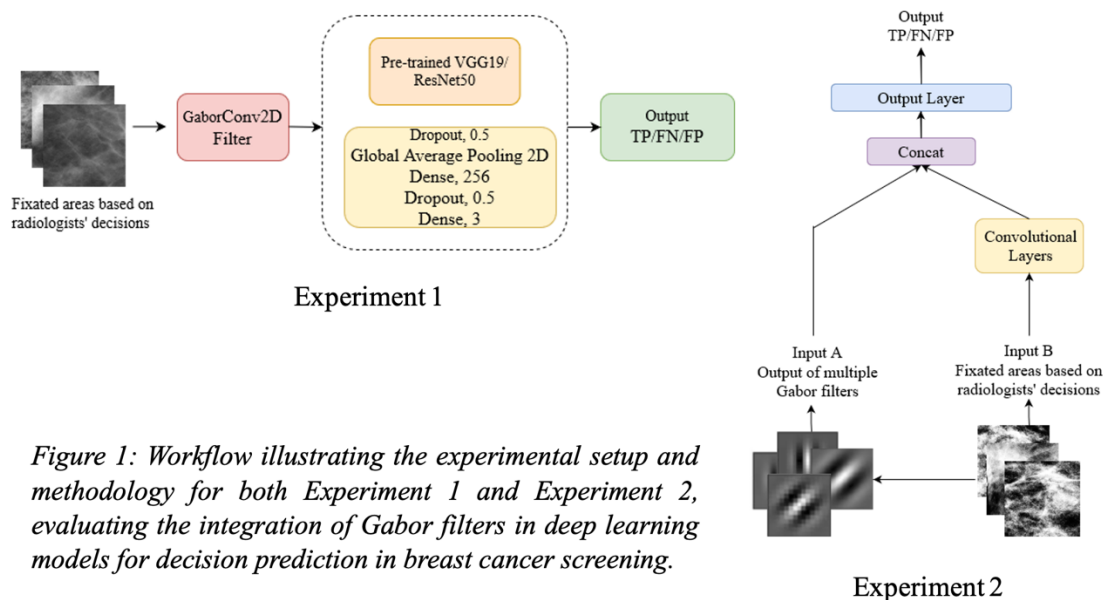 Fixated areas based on
radiologists' decisions
GaborConv2D
Filter
Pre-trained VGG19/
ResNet50
Dropout, 0.5
Global Average Pooling 2D
Dense, 256
Dropout, 0.5
Dense, 3
Output
TP/FN/FP
Experiment 1
Output
TP/FN/FP
Output Layer
Concat
Convolutional
Layers
Input A
Output of multiple
Gabor filters
Input B
Fixated areas based on
radiologists' decisions
Experiment 2
Figure 1: Workflow illustrating the experimental setup and
methodology for both Experiment 1 and Experiment 2,
evaluating the integration of Gabor filters in deep learning
models for decision prediction in breast cancer screening.